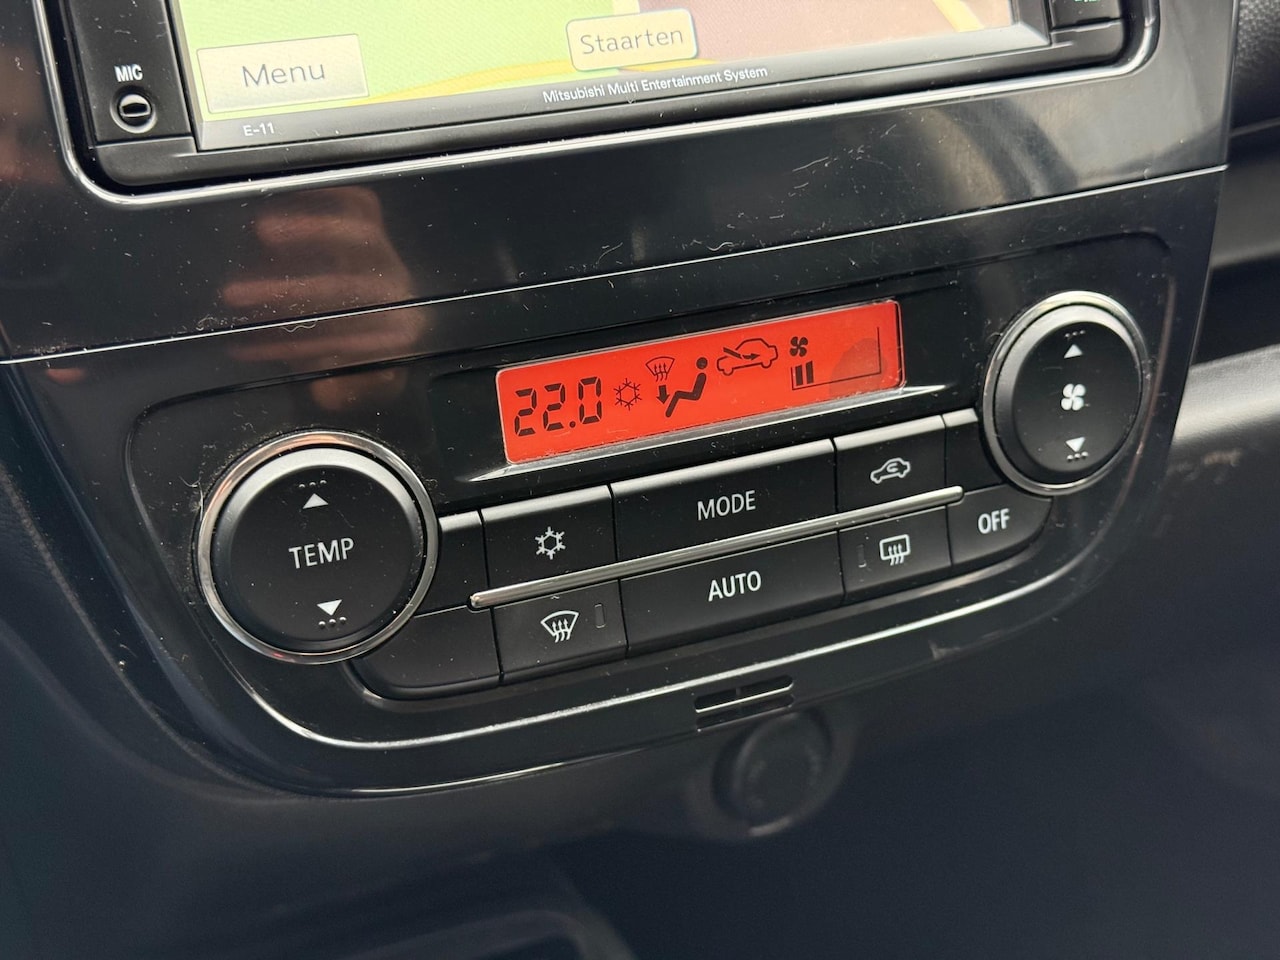 Menu
Staarten
MIC
Mitsubishi Multi Entertainment System
E-11
22.0
TEMP
MODE
AUTO
OFF